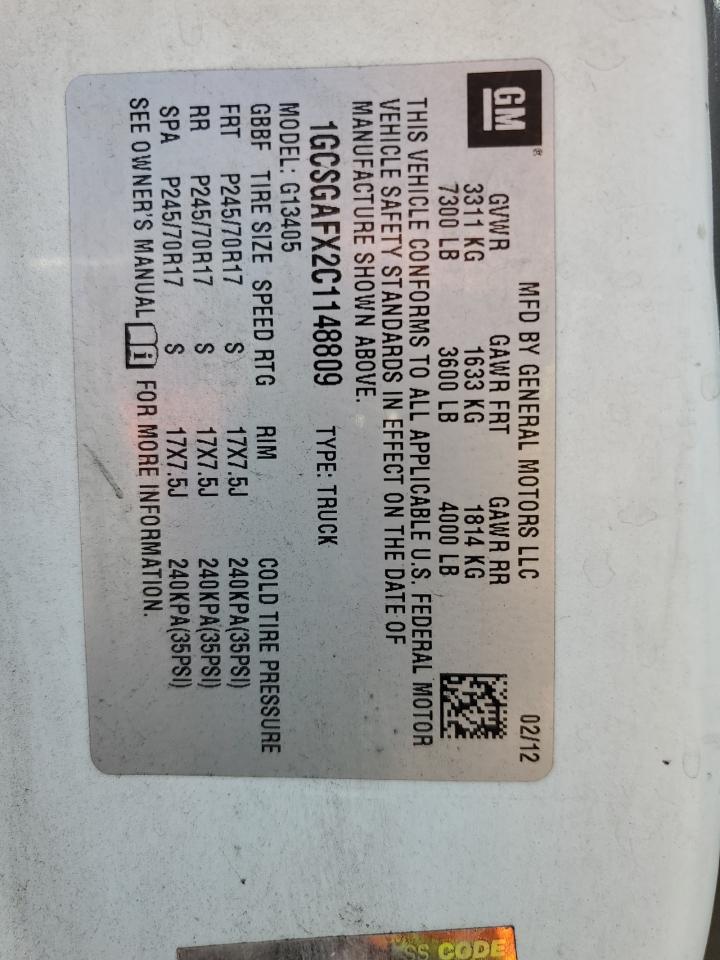 GM®
MFD BY GENERAL MOTORS LLC 02/12
GVWR GAWR FRT GAWR RR
3311 KG 1633 KG 1814 KG
7300 LB 3600 LB 4000 LB
THIS VEHICLE CONFORMS TO ALL APPLICABLE U.S. FEDERAL MOTOR
VEHICLE SAFETY STANDARDS IN EFFECT ON THE DATE OF
MANUFACTURE SHOWN ABOVE.
1GCSGAFX2C1148809 TYPE: TRUCK
MODEL: G13405
GBBF TIRE SIZE SPEED RTG RIM COLD TIRE PRESSURE
FRT P245/70R17 S 17X7.5J 240KPA(35PSI)
RR P245/70R17 S 17X7.5J 240KPA(35PSI)
SPA P245/70R17 S 17X7.5J 240KPA(35PSI)
SEE OWNER'S MANUAL FOR MORE INFORMATION.
SS CODE